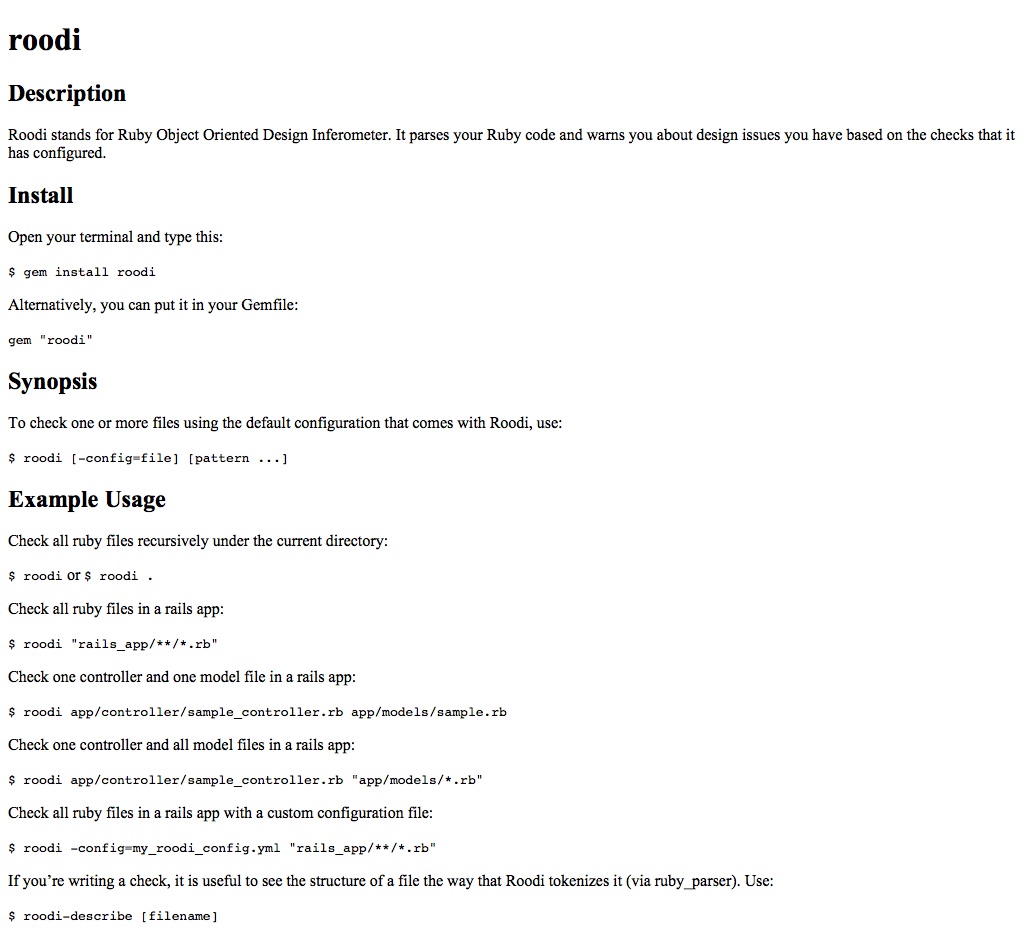 roodi
Description
Roodi stands for Ruby Object Oriented Design Inferometer. It parses your Ruby code and warns you about design issues you have based on the checks that it
has configured.
Install
Open your terminal and type this:
$ gem install roodi
Alternatively, you can put it in your Gemfile:
gem "roodi"
Synopsis
To check one or more files using the default configuration that comes with Roodi, use:
$ roodi [-config=file] [pattern ...]
Example Usage
Check all ruby files recursively under the current directory:
$ roodi or $ roodi .
Check all ruby files in a rails app:
$ roodi "rails_app/**/*.rb"
Check one controller and one model file in a rails app:
$ roodi app/controller/sample_controller.rb app/models/sample.rb
Check one controller and all model files in a rails app:
$ roodi app/controller/sample_controller.rb "app/models/*.rb"
Check all ruby files in a rails app with a custom configuration file:
$ roodi -config=my_roodi_config.yml "rails_app/**/*.rb"
If you’re writing a check, it is useful to see the structure of a file the way that Roodi tokenizes it (via ruby_parser). Use:
$ roodi-describe [filename]